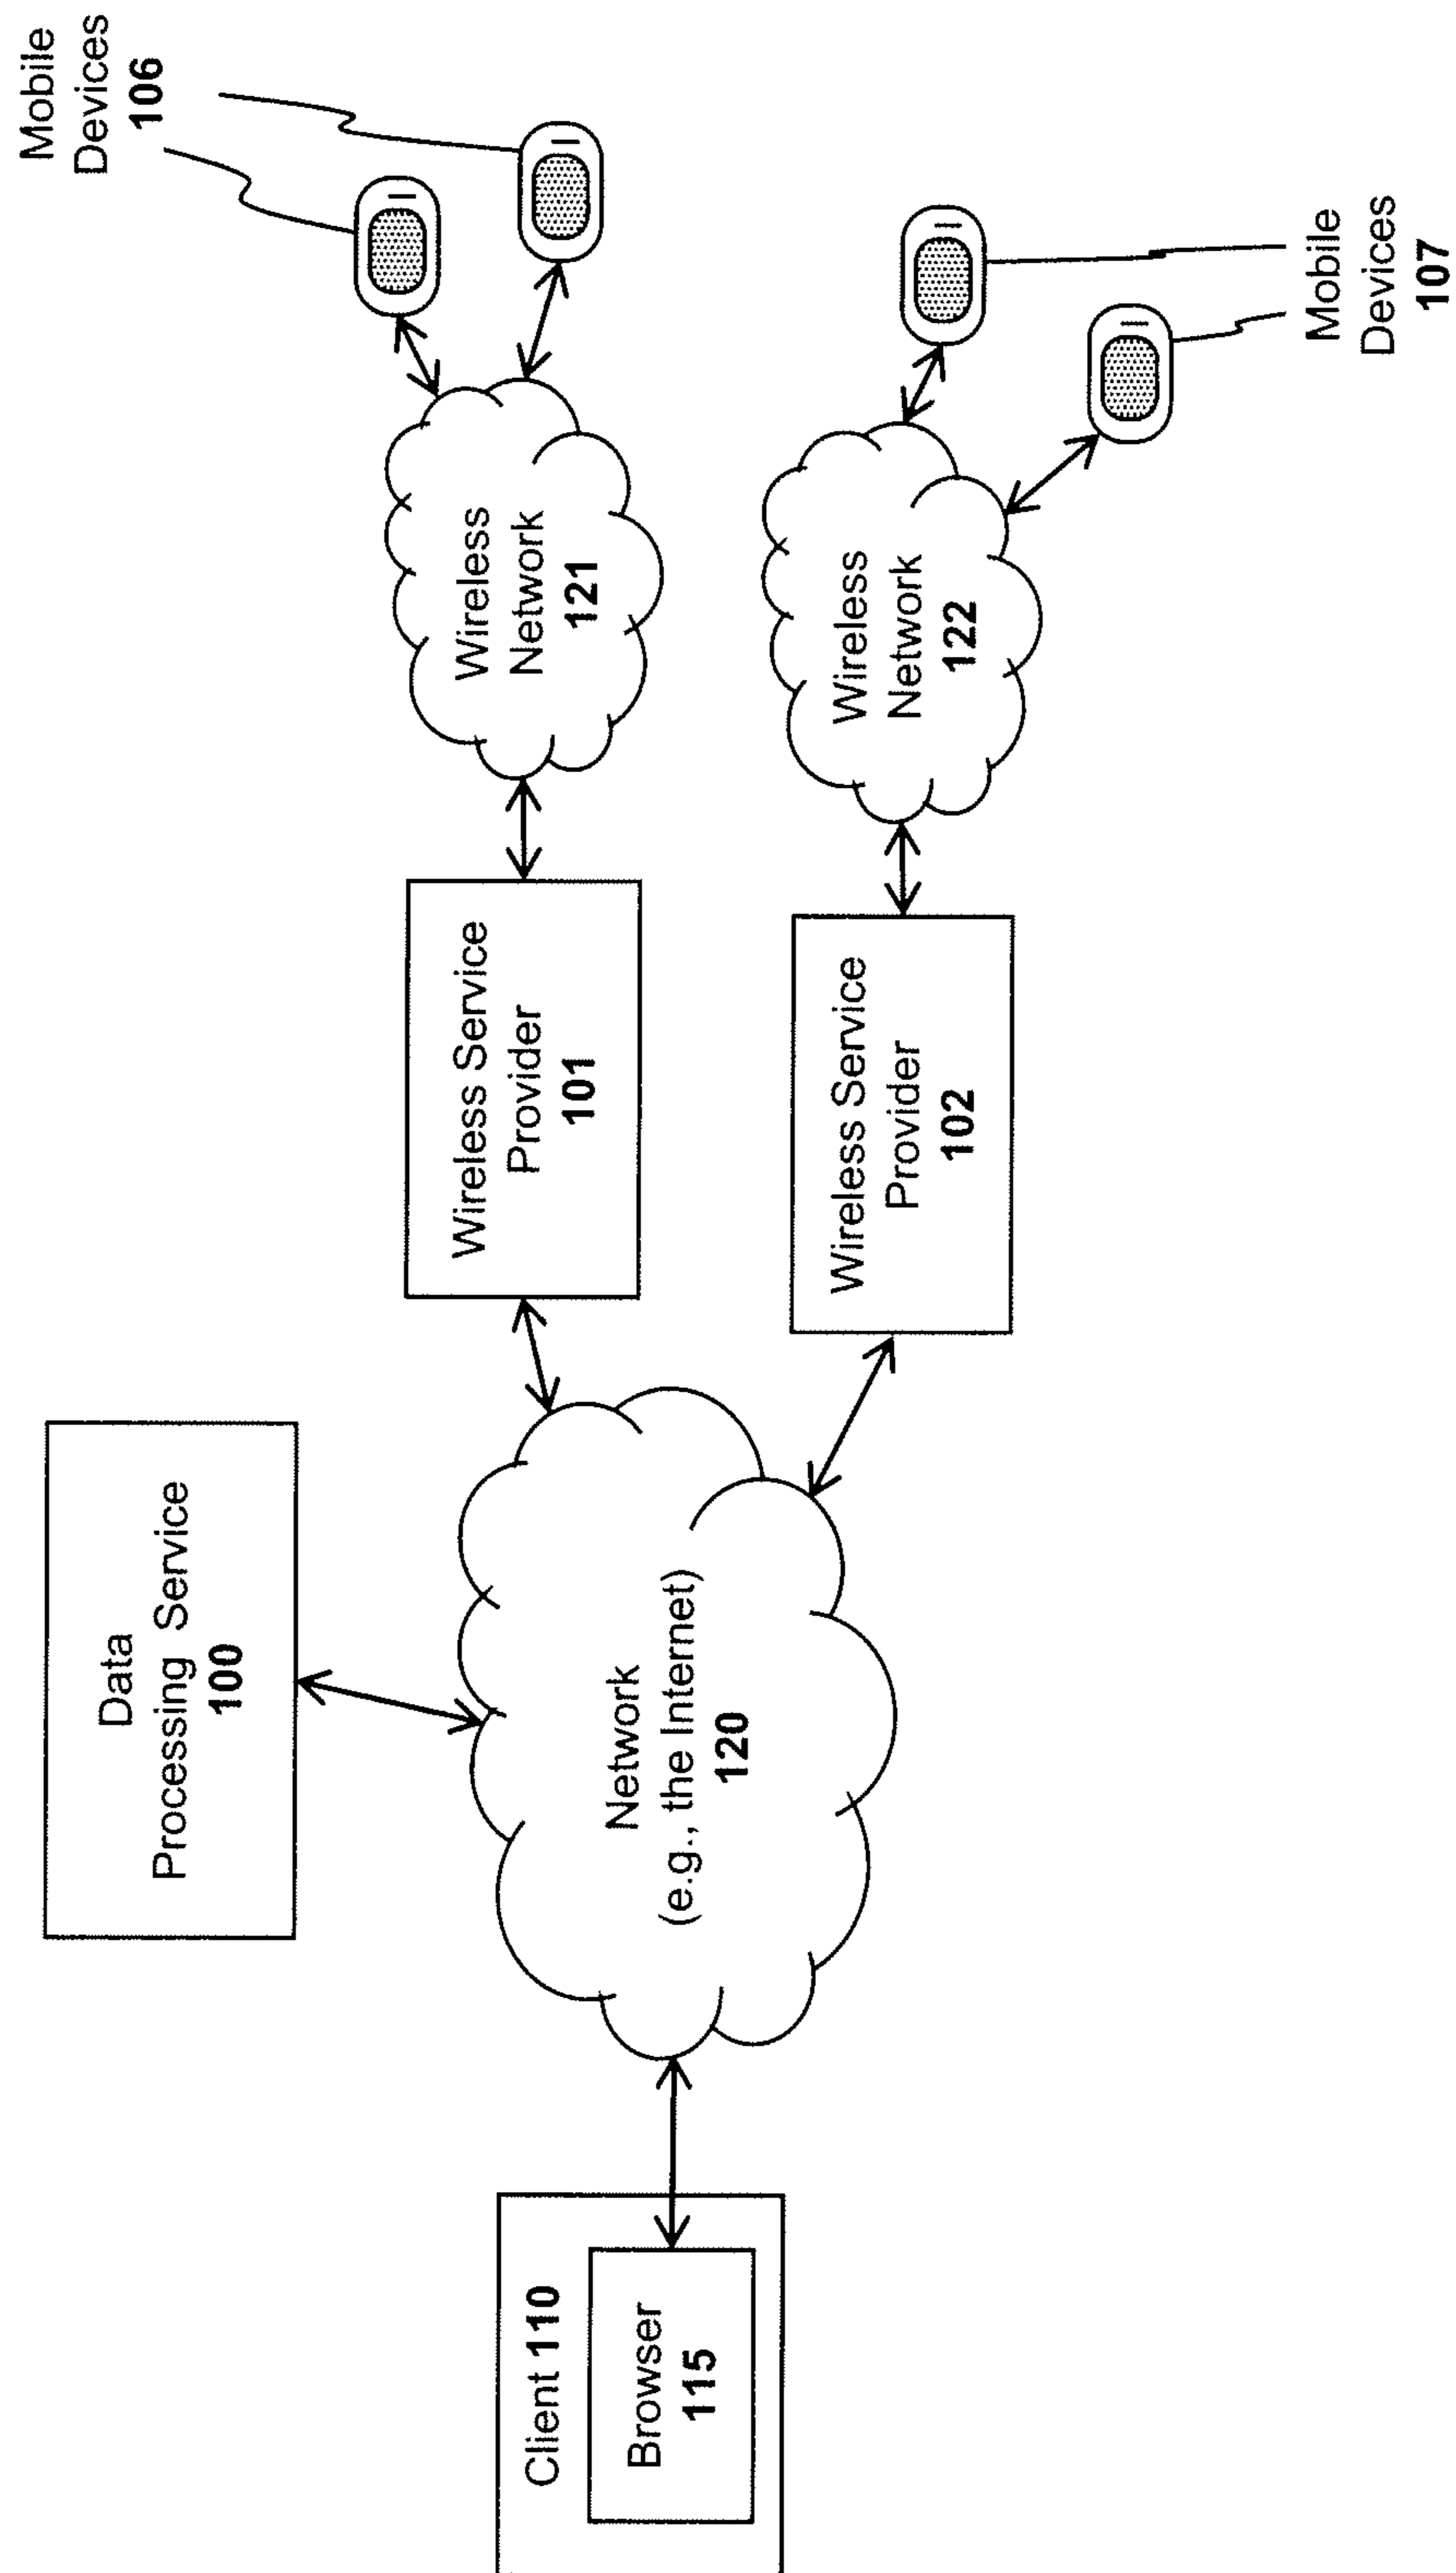 Data
Processing Service
100
Mobile
Devices
106
Wireless Service
Provider
101
Wireless
Network
121
Client 110
Browser
115
Network
(e.g., the Internet)
120
Wireless Service
Provider
102
Wireless
Network
122
Mobile
Devices
107